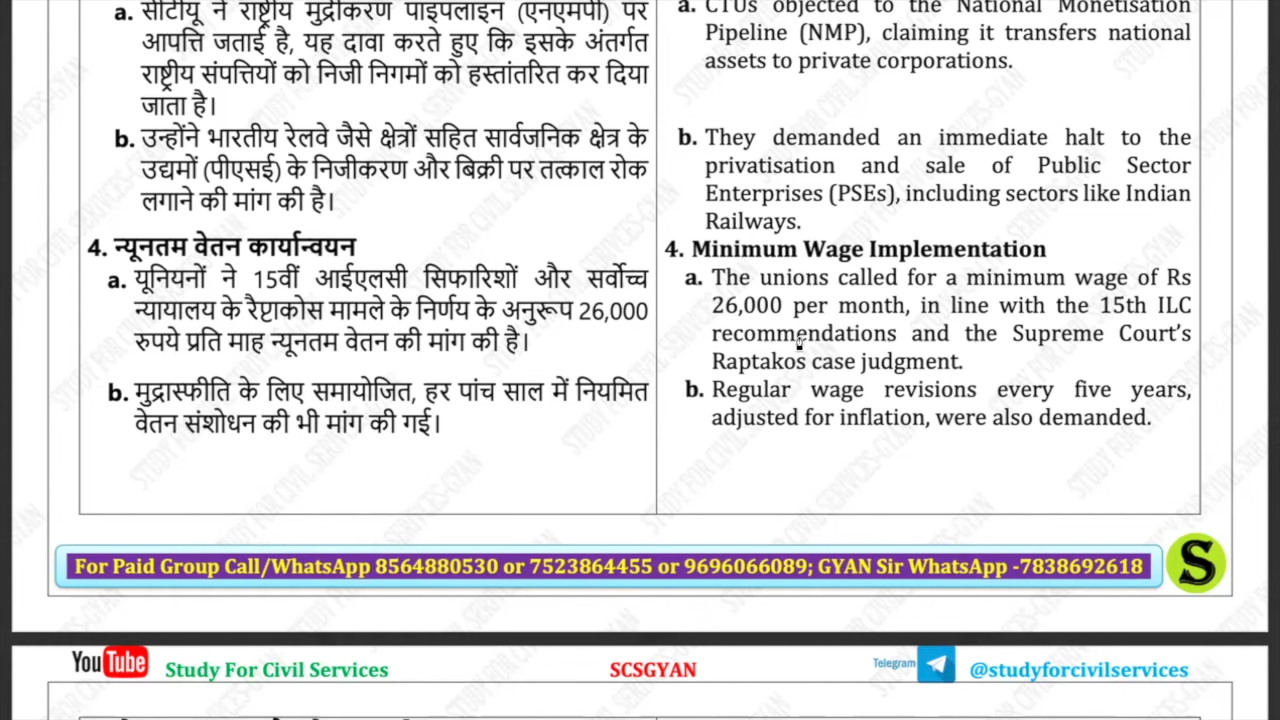 a. सीटीयू ने राष्ट्रीय मुद्रीकरण पाइपलाइन (एनएमपी) पर
आपत्ति जताई है, यह दावा करते हुए कि इसके अंतर्गत
राष्ट्रीय संपत्तियों को निजी निगमों को हस्तांतरित कर दिया
जाता है।
b. उन्होंने भारतीय रेलवे जैसे क्षेत्रों सहित सार्वजनिक क्षेत्र के
उद्यमों (पीएसई) के निजीकरण और बिक्री पर तत्काल रोक
लगाने की मांग की है।
4. न्यूनतम वेतन कार्यान्वयन
a. यूनियनों ने 15वीं आईएलसी सिफारिशों और सर्वोच्च
न्यायालय के रैप्टाकोस मामले के निर्णय के अनुरूप 26,000
रुपये प्रति माह न्यूनतम वेतन की मांग की है।
b. मुद्रास्फीति के लिए समायोजित, हर पांच साल में नियमित
वेतन संशोधन की भी मांग की गई।
a. CTUs objected to the National Monetisation
Pipeline (NMP), claiming it transfers national
assets to private corporations.
b. They demanded an immediate halt to the
privatisation and sale of Public Sector
Enterprises (PSEs), including sectors like Indian
Railways.
4. Minimum Wage Implementation
a. The unions called for a minimum wage of Rs
26,000 per month, in line with the 15th ILC
recommendations and the Supreme Court's
Raptakos case judgment.
b. Regular wage revisions every five years,
adjusted for inflation, were also demanded.
For Paid Group Call/WhatsApp 8564880530 or 7523864455 or 9696066089; GYAN Sir WhatsApp -7838692618
S
YouTube Study For Civil Services SCSGYAN Telegram @studyforcivilservices